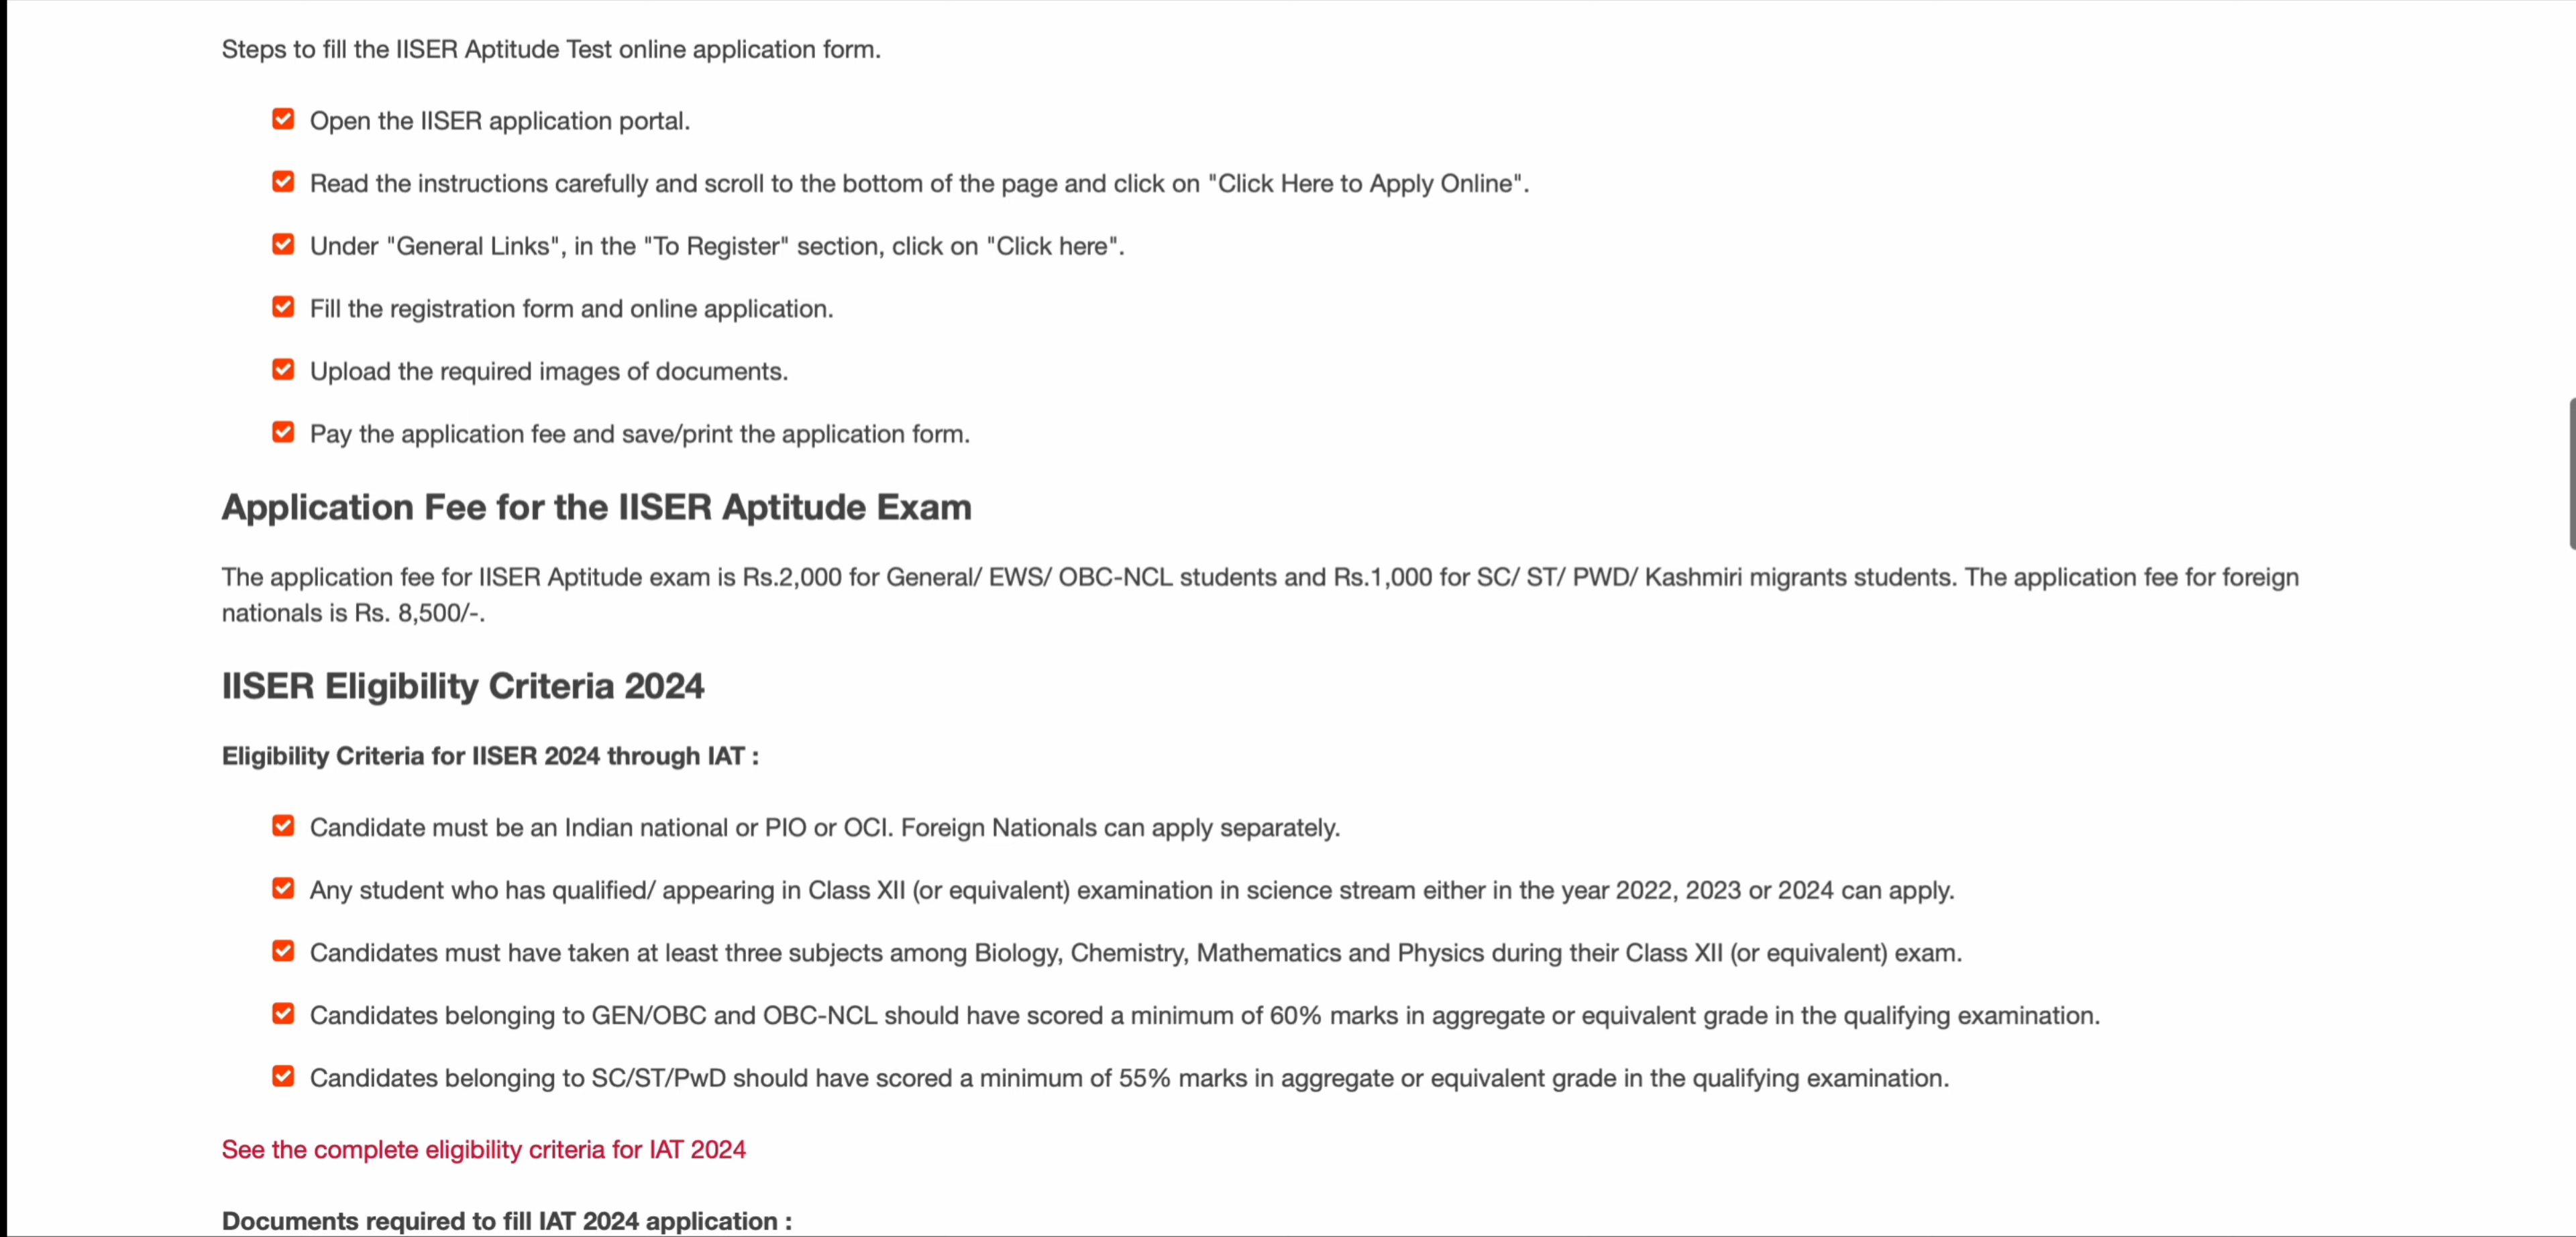 Steps to fill the IISER Aptitude Test online application form.
Open the IISER application portal.
Read the instructions carefully and scroll to the bottom of the page and click on "Click Here to Apply Online".
Under "General Links", in the "To Register" section, click on "Click here".
Fill the registration form and online application.
Upload the required images of documents.
Pay the application fee and save/print the application form.
Application Fee for the IISER Aptitude Exam
The application fee for IISER Aptitude exam is Rs.2,000 for General/ EWS/ OBC-NCL students and Rs.1,000 for SC/ ST/ PWD/ Kashmiri migrants students. The application fee for foreign
nationals is Rs. 8,500/-.
IISER Eligibility Criteria 2024
Eligibility Criteria for IISER 2024 through IAT :
Candidate must be an Indian national or PIO or OCI. Foreign Nationals can apply separately.
Any student who has qualified/ appearing in Class XII (or equivalent) examination in science stream either in the year 2022, 2023 or 2024 can apply.
Candidates must have taken at least three subjects among Biology, Chemistry, Mathematics and Physics during their Class XII (or equivalent) exam.
Candidates belonging to GEN/OBC and OBC-NCL should have scored a minimum of 60% marks in aggregate or equivalent grade in the qualifying examination.
Candidates belonging to SC/ST/PwD should have scored a minimum of 55% marks in aggregate or equivalent grade in the qualifying examination.
See the complete eligibility criteria for IAT 2024
Documents required to fill IAT 2024 application :